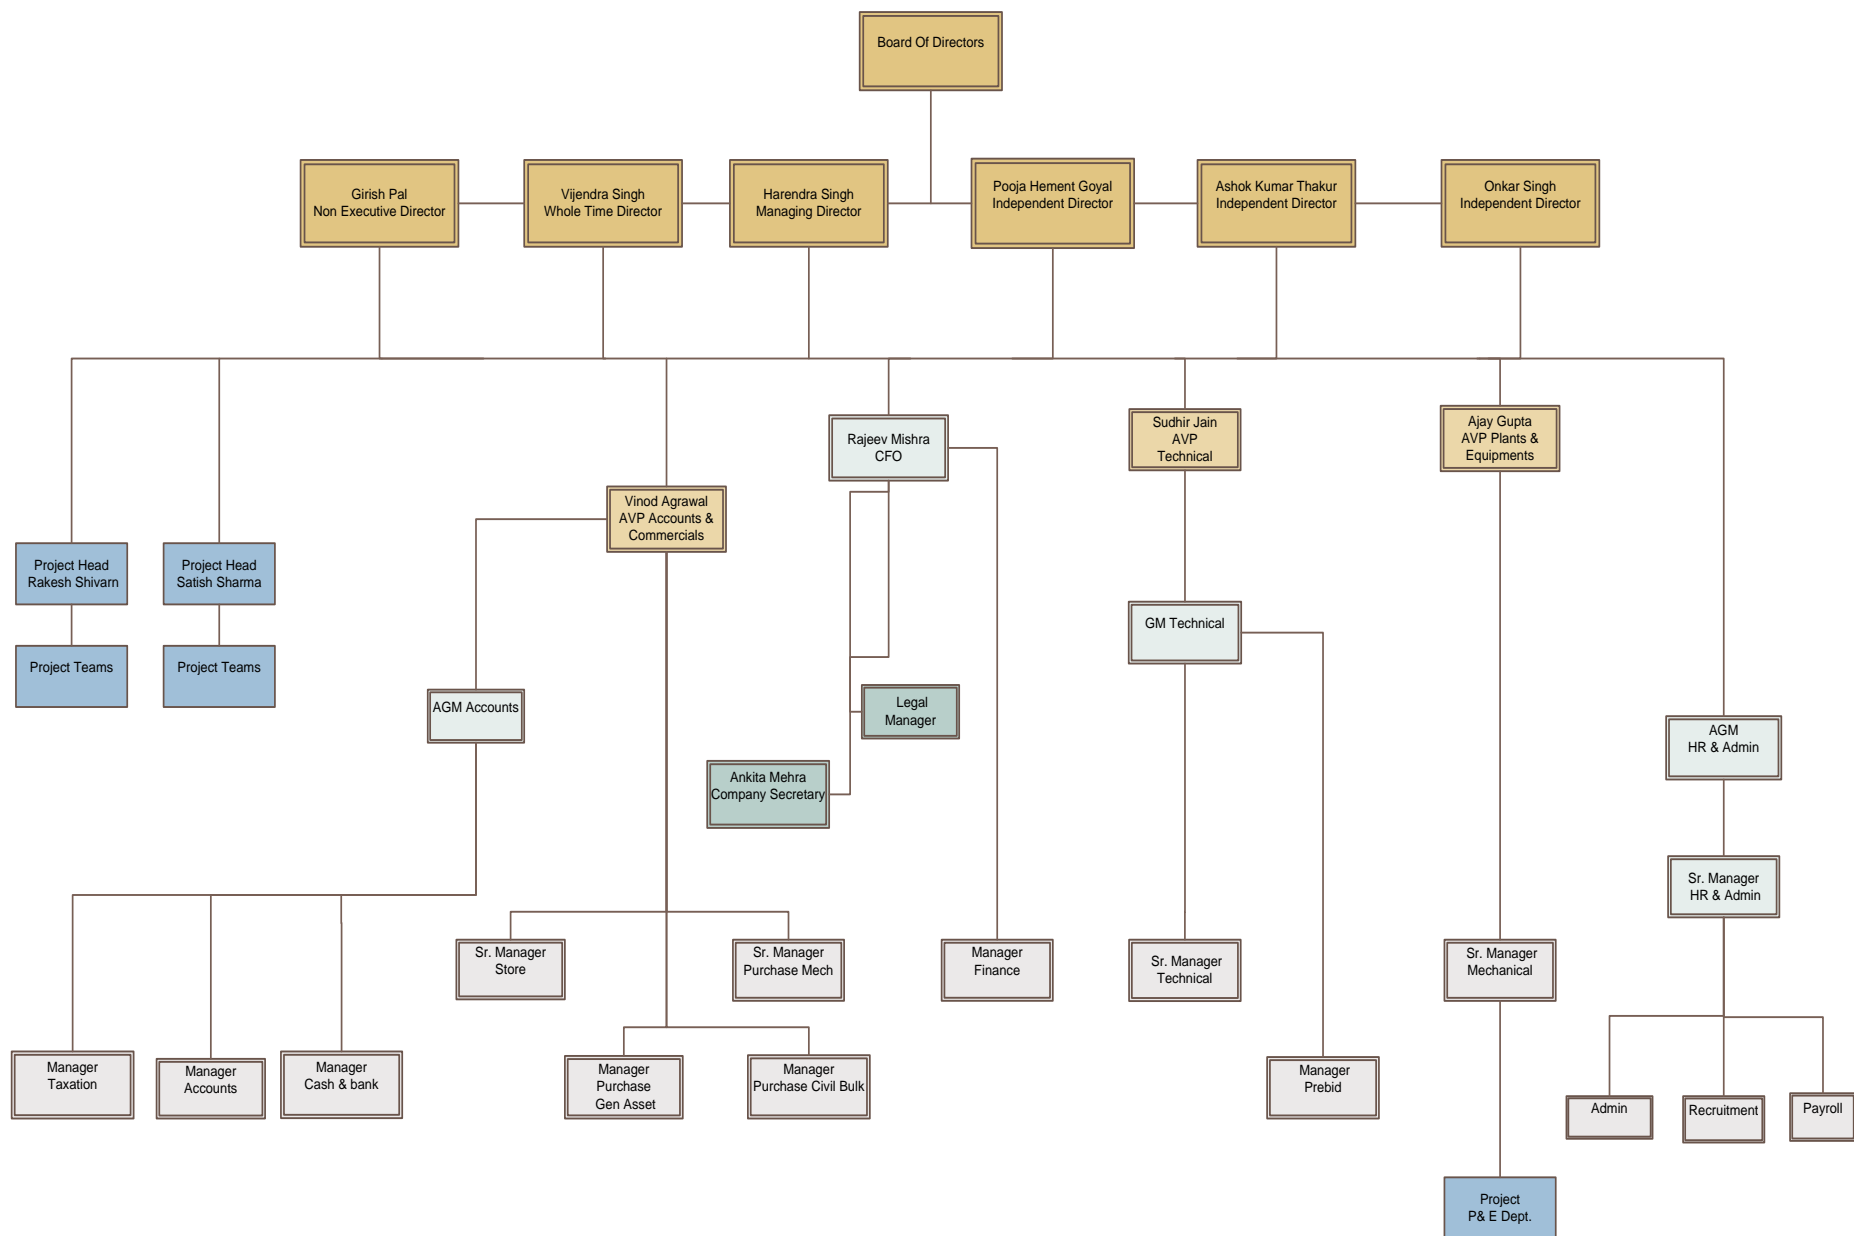 Board Of Directors
Girish Pal
Non Executive Director
Vijendra Singh
Whole Time Director
Harendra Singh
Managing Director
Pooja Hement Goyal
Independent Director
Ashok Kumar Thakur
Independent Director
Onkar Singh
Independent Director
Rajeev Mishra
CFO
Sudhir Jain
AVP
Technical
Ajay Gupta
AVP Plants &
Equipments
Vinod Agrawal
AVP Accounts &
Commercials
Project Head
Rakesh Shivarn
Project Head
Satish Sharma
GM Technical
Project Teams
Project Teams
AGM Accounts
Legal
Manager
AGM
HR & Admin
Ankita Mehra
Company Secretary
Sr. Manager
HR & Admin
Sr. Manager
Store
Sr. Manager
Purchase Mech
Manager
Finance
Sr. Manager
Technical
Sr. Manager
Mechanical
Manager
Taxation
Manager
Accounts
Manager
Cash & bank
Manager
Purchase
Gen Asset
Manager
Purchase Civil Bulk
Manager
Prebid
Admin
Recruitment
Payroll
Project
P& E Dept.